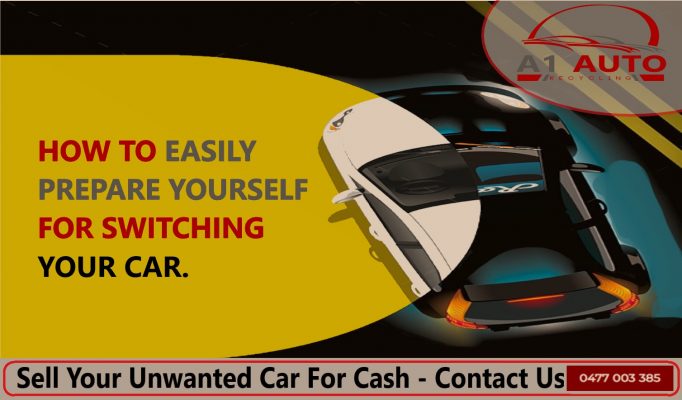 A1 AUTO
RECYCLING
HOW TO EASILY
PREPARE YOURSELF
FOR SWITCHING
YOUR CAR.
Sell Your Unwanted Car For Cash - Contact Us 0477 003 385